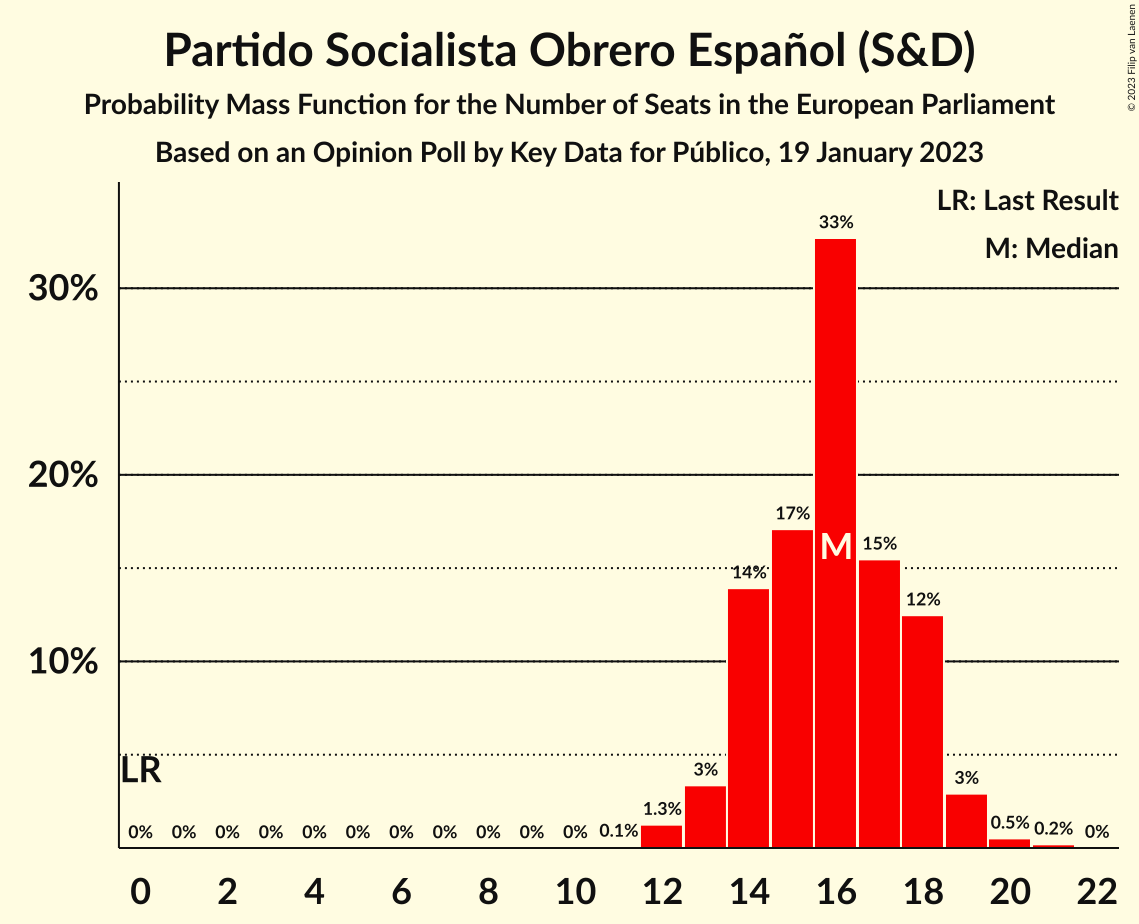 Partido Socialista Obrero Español (S&D)
Probability Mass Function for the Number of Seats in the European Parliament
Based on an Opinion Poll by Key Data for Público, 19 January 2023
© 2023 Filip van Laenen
LR: Last Result
M: Median
33%
30%
20%
17%
M
15%
14%
12%
10%
LR
3%
3%
1.3%
0.5%
0.2%
0% 0% 0% 0% 0% 0% 0% 0% 0% 0% 0% 0.1% 0%
0 2 4 6 8 10 12 14 16 18 20 22